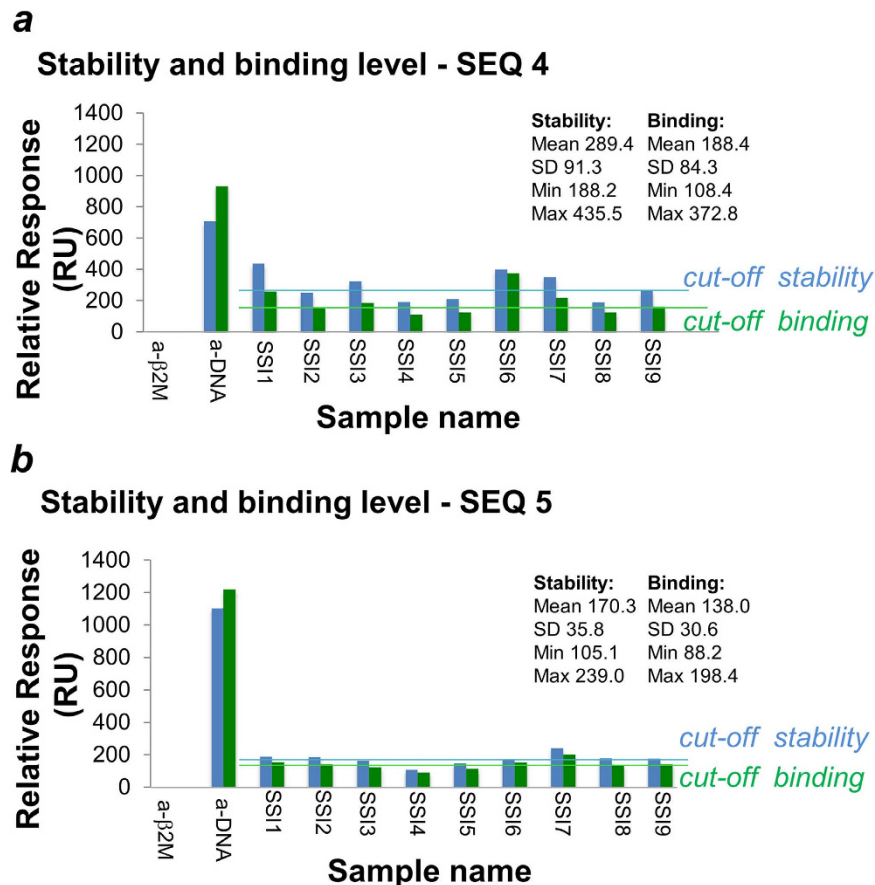 a
Stability and binding level - SEQ 4
Relative Response
(RU)
1400
1200
1000
800
600
400
200
0
Stability: Binding:
Mean 289.4 Mean 188.4
SD 91.3 SD 84.3
Min 188.2 Min 108.4
Max 435.5 Max 372.8
cut-off stability
cut-off binding
a-β2M
a-DNA
SSI1
SSI2
SSI3
SSI4
SSI5
SSI6
SSI7
SSI8
SSI9
Sample name
b
Stability and binding level - SEQ 5
Relative Response
(RU)
1400
1200
1000
800
600
400
200
0
Stability: Binding:
Mean 170.3 Mean 138.0
SD 35.8 SD 30.6
Min 105.1 Min 88.2
Max 239.0 Max 198.4
cut-off stability
cut-off binding
a-β2M
a-DNA
SSI1
SSI2
SSI3
SSI4
SSI5
SSI6
SSI7
SSI8
SSI9
Sample name